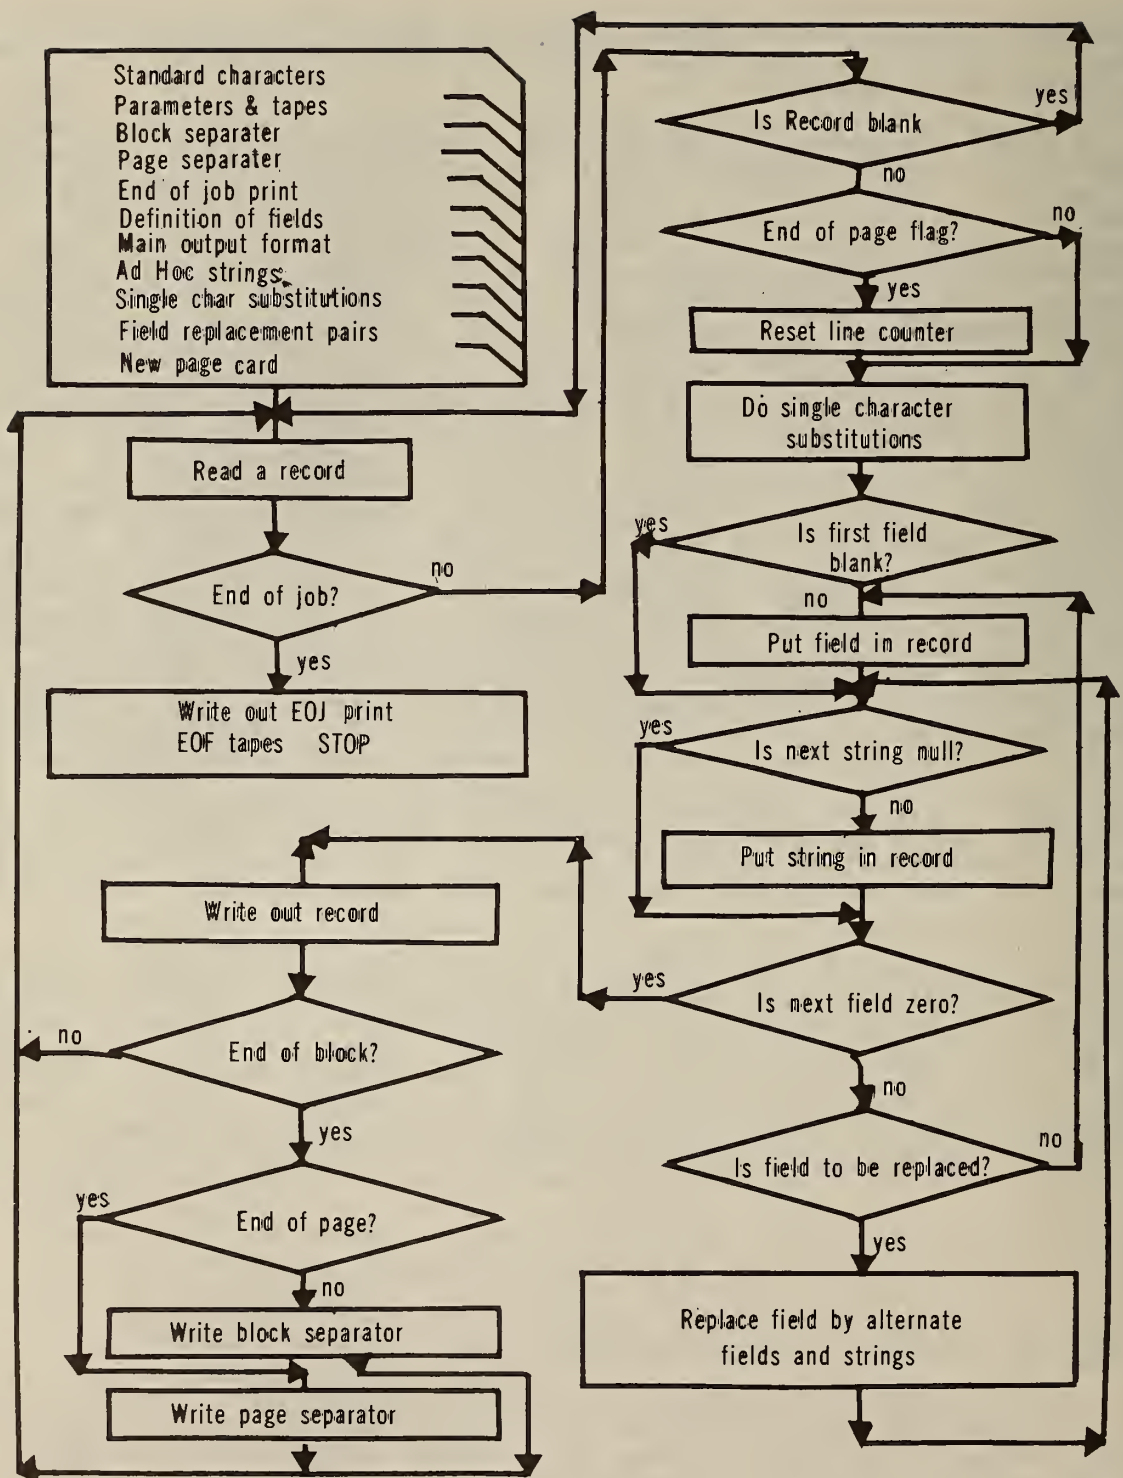 Standard characters
Parameters & tapes
Block separater
Page separater
End of job print
Definition of fields
Main output format
Ad Hoc strings
Single char substitutions
Field replacement pairs
New page card
Read a record
End of job?
no
yes
Write out EOJ print
EOF tapes STOP
Is Record blank
yes
no
End of page flag?
no
yes
Reset line counter
Do single character
substitutions
yes
Is first field
blank?
no
Put field in record
yes
Is next string null?
no
Put string in record
yes
Is next field zero?
no
Is field to be replaced?
no
yes
Replace field by alternate
fields and strings
Write out record
no
End of block?
yes
yes
End of page?
no
Write block separator
Write page separator